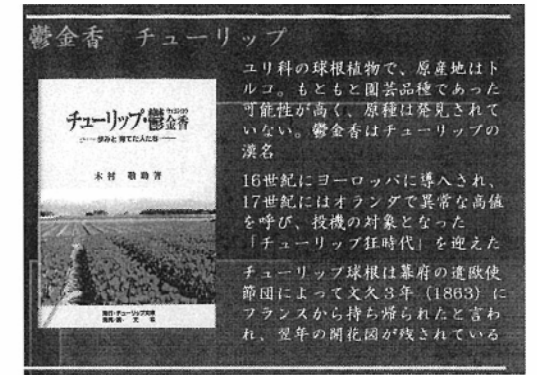 鬱金香 チューリップ
ユリ科の球根植物で、原産地はト
ルコ。もともと園芸品種であった
可能性が高く、原種は発見されて
いない。鬱金香はチューリップの
漢名
16世紀にヨーロッパに導入され、
17世紀にはオランダで異常な高値
を呼び、投機の対象となった
「チューリップ狂時代」を迎えた
チューリップ球根は幕府の遣欧使
節団によって文久3年（1863）に
フランスから持ち帰られたと言わ
れ、翌年の開花図が残されている
チューリップ・鬱金香
歩みと育てた人たち
木村 敬助著